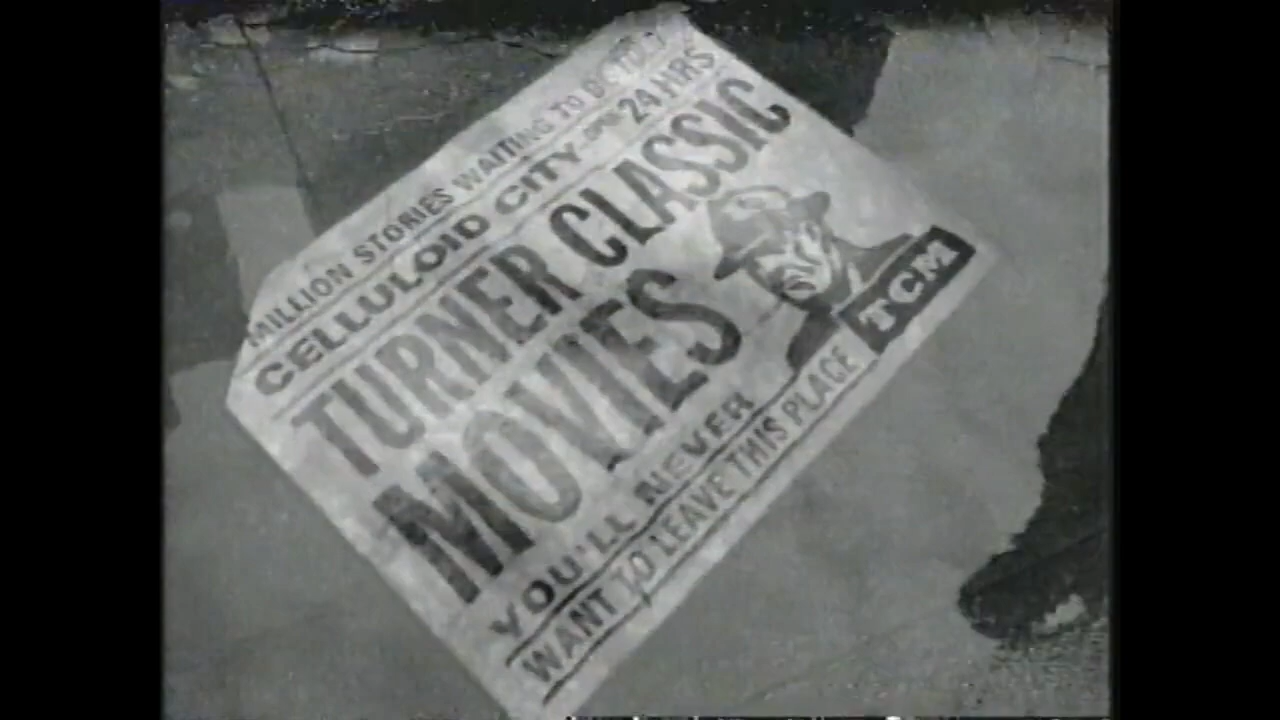 MILLION STORIES WAITING TO BE TOLD
CELLULOID CITY OPEN 24 HRS
TURNER CLASSIC
MOVIES
TCM
YOU'LL NEVER
WANT TO LEAVE THIS PLACE